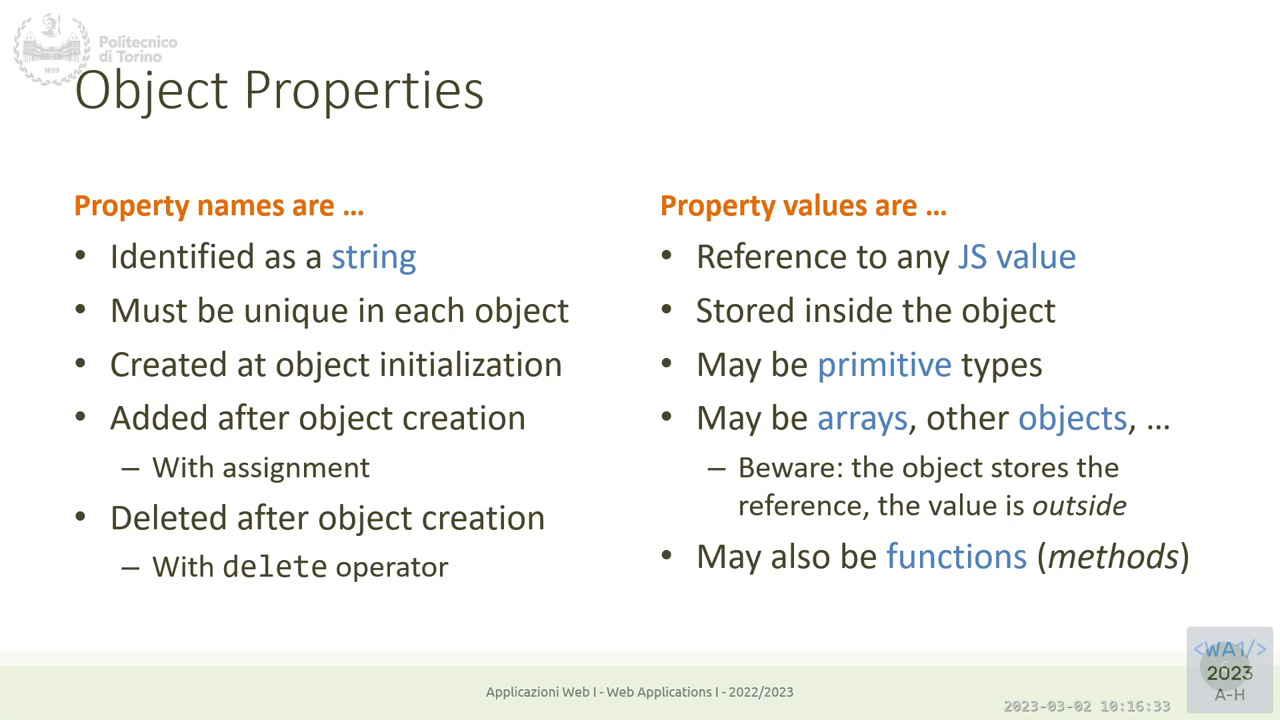 Politecnico
di Torino
1859
Object Properties
Property names are …
• Identified as a string
• Must be unique in each object
• Created at object initialization
• Added after object creation
– With assignment
• Deleted after object creation
– With delete operator
Property values are …
• Reference to any JS value
• Stored inside the object
• May be primitive types
• May be arrays, other objects, …
– Beware: the object stores the
reference, the value is outside
• May also be functions (methods)
Applicazioni Web I - Web Applications I - 2022/2023
2023-03-02 10:16:33
<WA1/>
2023
A-H